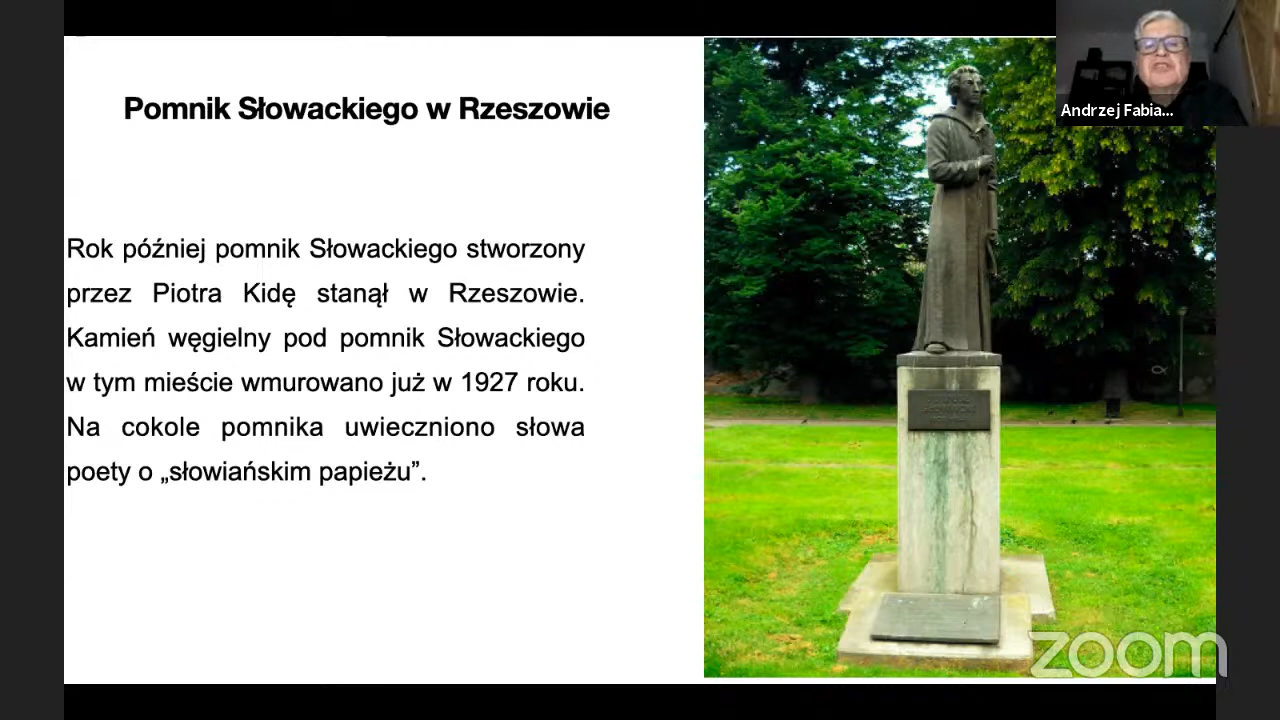 Pomnik Słowackiego w Rzeszowie
Rok później pomnik Słowackiego stworzony
przez Piotra Kidę stanął w Rzeszowie.
Kamień węgielny pod pomnik Słowackiego
w tym mieście wmurowano już w 1927 roku.
Na cokole pomnika uwieczniono słowa
poety o „słowiańskim papieżu”.
Andrzej Fabia...
zoom